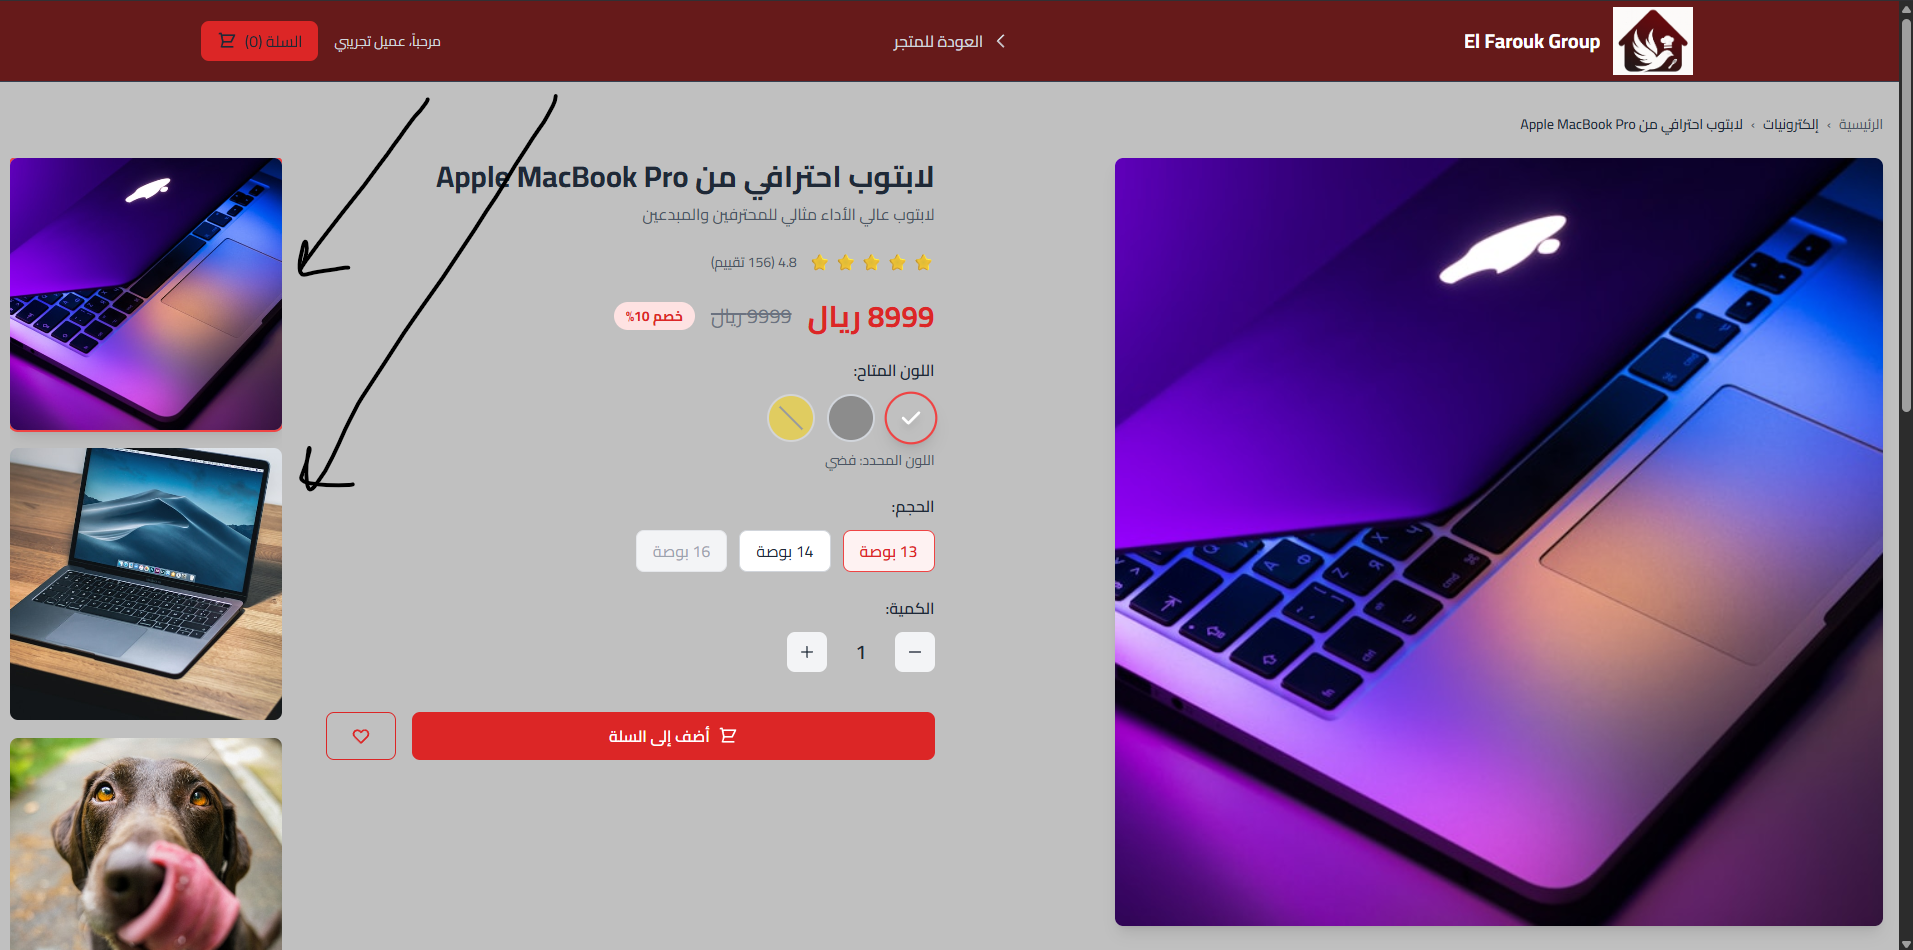 El Farouk Group
العودة للمتجر
مرحباً، عميل تجريبي
السلة (0)
الرئيسية › إلكترونيات › لابتوب احترافي من Apple MacBook Pro
لابتوب احترافي من Apple MacBook Pro
لابتوب عالي الأداء مثالي للمحترفين والمبدعين
4.8 (156 تقييم)
8999 ريال 9999 ريال خصم 10%
اللون المتاح:
اللون المحدد: فضي
الحجم:
13 بوصة 14 بوصة 16 بوصة
الكمية:
− 1 +
أضف إلى السلة